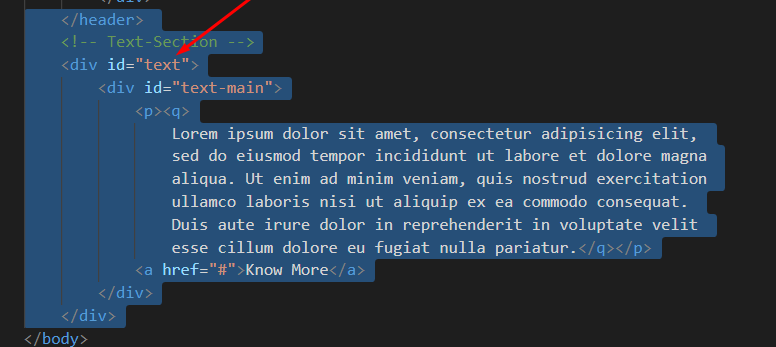 </div>
</header>
<!-- Text-Section -->
<div id="text">
<div id="text-main">
<p><q>
Lorem ipsum dolor sit amet, consectetur adipisicing elit,
sed do eiusmod tempor incididunt ut labore et dolore magna
aliqua. Ut enim ad minim veniam, quis nostrud exercitation
ullamco laboris nisi ut aliquip ex ea commodo consequat.
Duis aute irure dolor in reprehenderit in voluptate velit
esse cillum dolore eu fugiat nulla pariatur.</q></p>
<a href="#">Know More</a>
</div>
</div>
</body>